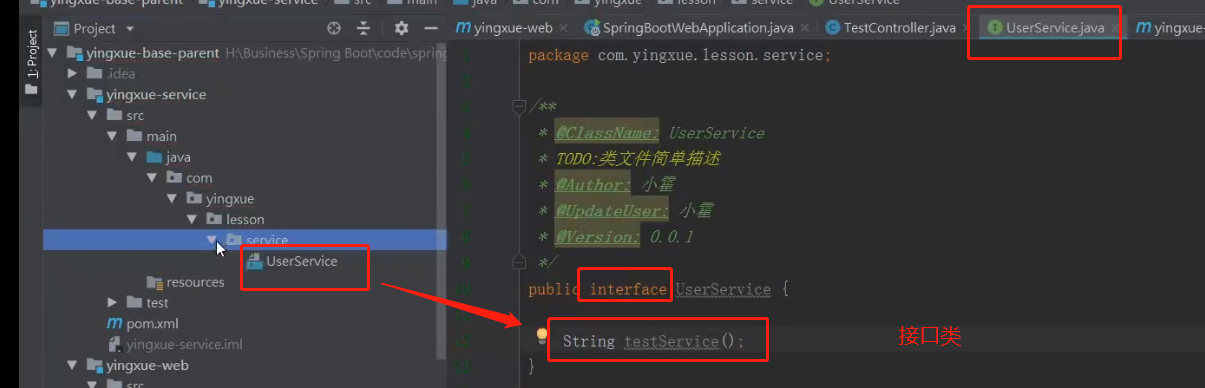 yingxue-base-parent yingxue-service src main java com yingxue lesson service UserService
1: Project
Project
yingxue-web
SpringBootWebApplication.java
TestController.java
UserService.java
yingxue-
yingxue-base-parent H:\Business\Spring Boot\code\spring
.idea
yingxue-service
src
main
java
com
yingxue
lesson
service
UserService
resources
test
pom.xml
yingxue-service.iml
yingxue-web
src
package com.yingxue.lesson.service;
/**
* @ClassName: UserService
* TODO:类文件简单描述
* @Author: 小霍
* @UpdateUser: 小霍
* @Version: 0.0.1
*/
public interface UserService {
String testService();
}
接口类